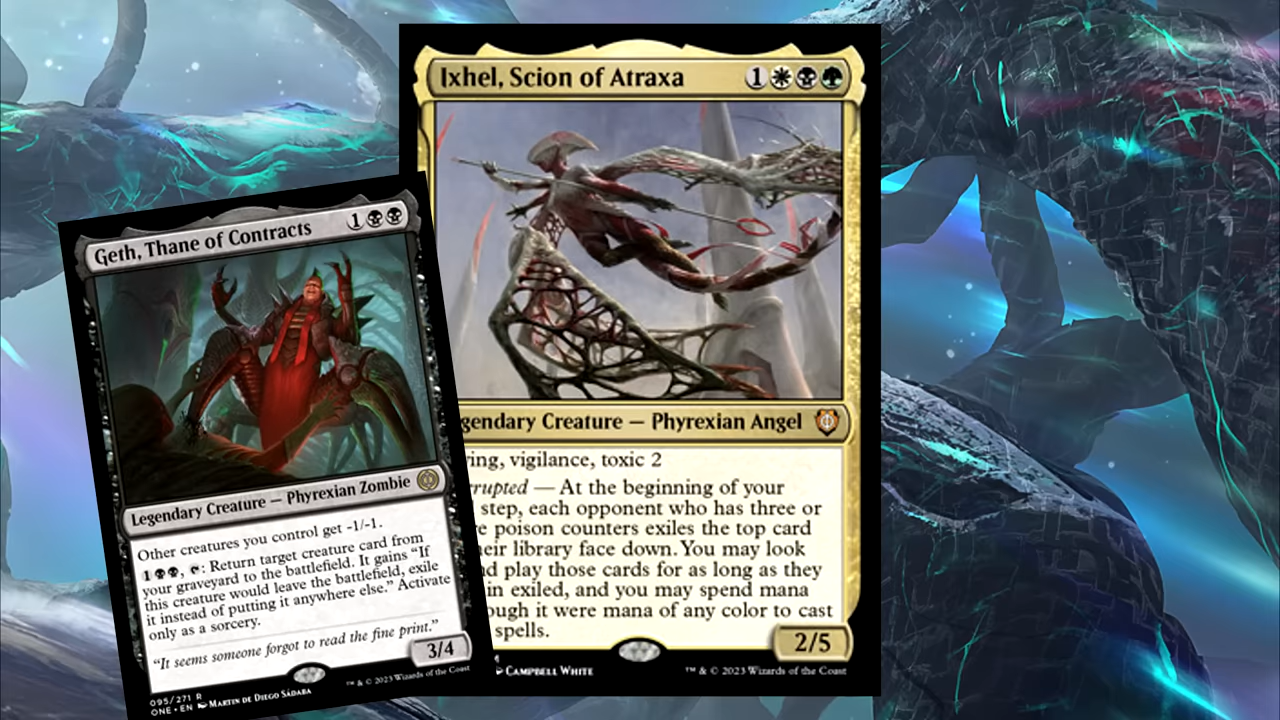 Ixhel, Scion of Atraxa 1
gendary Creature — Phyrexian Angel
ring, vigilance, toxic 2
rupted — At the beginning of your
step, each opponent who has three or
e poison counters exiles the top card
heir library face down. You may look
nd play those cards for as long as they
in exiled, and you may spend mana
ough it were mana of any color to cast
spells.
2/5
CAMPBELL WHITE ™ & © 2023 Wizards of the Coast
Geth, Thane of Contracts 1
Legendary Creature — Phyrexian Zombie
Other creatures you control get -1/-1.
1, : Return target creature card from
your graveyard to the battlefield. It gains “If
this creature would leave the battlefield, exile
it instead of putting it anywhere else.” Activate
only as a sorcery.
“It seems someone forgot to read the fine print.”
3/4
095/271 R
ONE • EN MARTIN DE DIEGO SÁDABA ™ & © 2023 Wizards of the Coast